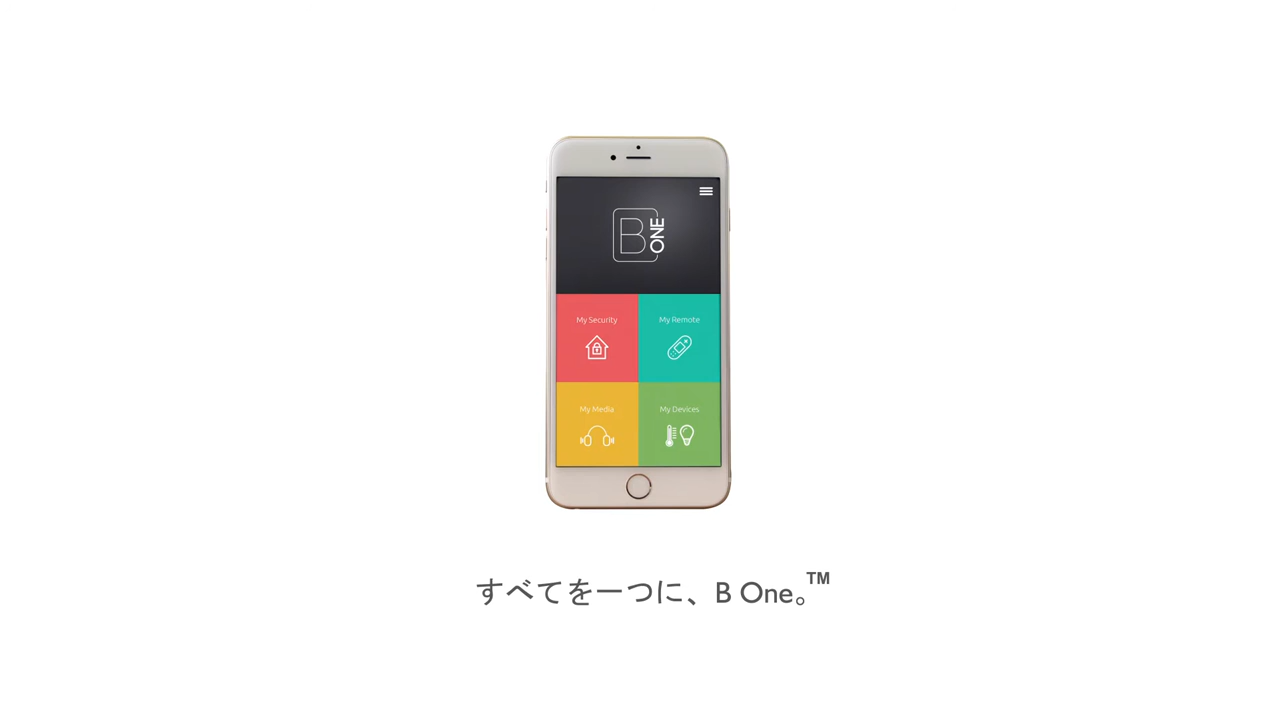 B ONE
My Security
My Remote
My Media
My Devices
すべてを一つに、B One。™